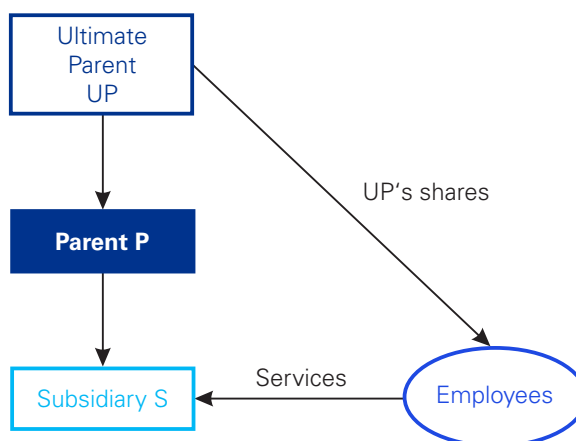 Ultimate
Parent
UP
UP‘s shares
Parent P
Services
Subsidiary S
Employees